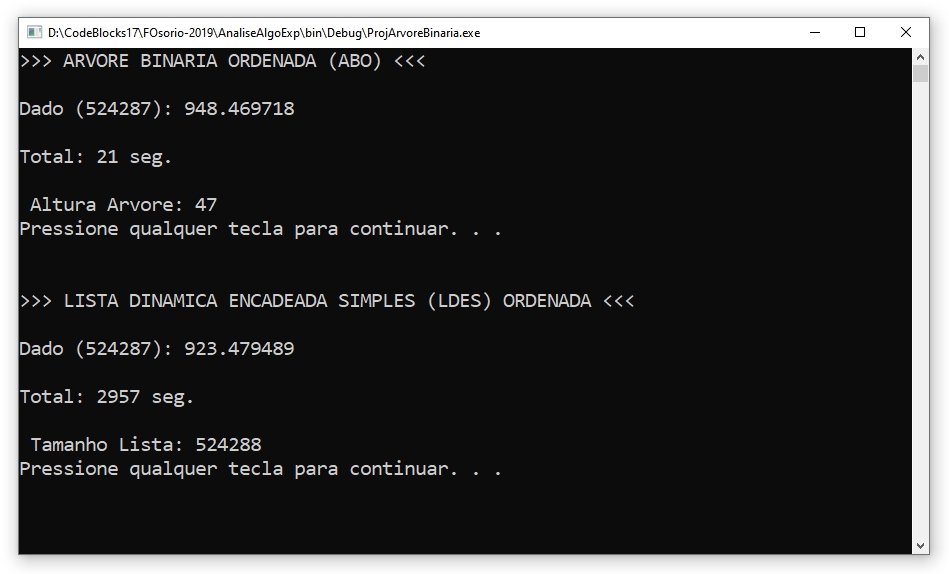 D:\CodeBlocks17\FOsorio-2019\AnaliseAlgoExp\bin\Debug\ProjArvoreBinaria.exe
>>> ARVORE BINARIA ORDENADA (ABO) <<<
Dado (524287): 948.469718
Total: 21 seg.
Altura Arvore: 47
Pressione qualquer tecla para continuar. . .
>>> LISTA DINAMICA ENCADEADA SIMPLES (LDES) ORDENADA <<<
Dado (524287): 923.479489
Total: 2957 seg.
Tamanho Lista: 524288
Pressione qualquer tecla para continuar. . .